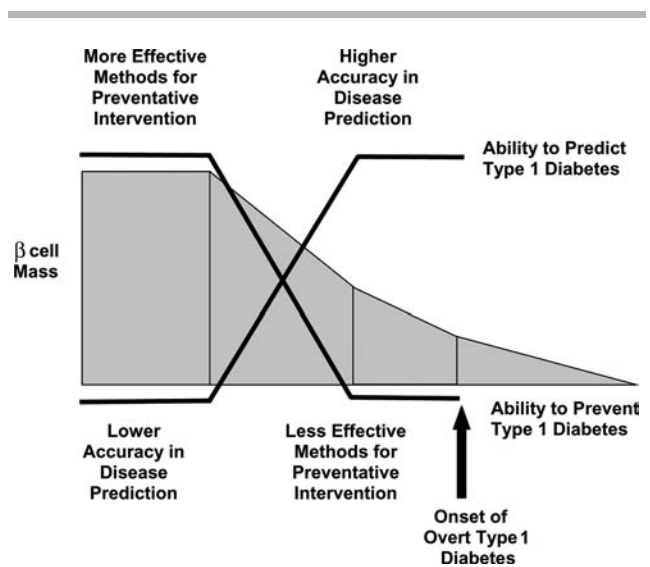 More Effective
Methods for
Preventative
Intervention
Higher
Accuracy in
Disease
Prediction
Ability to Predict
Type 1 Diabetes
β cell
Mass
Lower
Accuracy in
Disease
Prediction
Less Effective
Methods for
Preventative
Intervention
Ability to Prevent
Type 1 Diabetes
Onset of
Overt Type 1
Diabetes